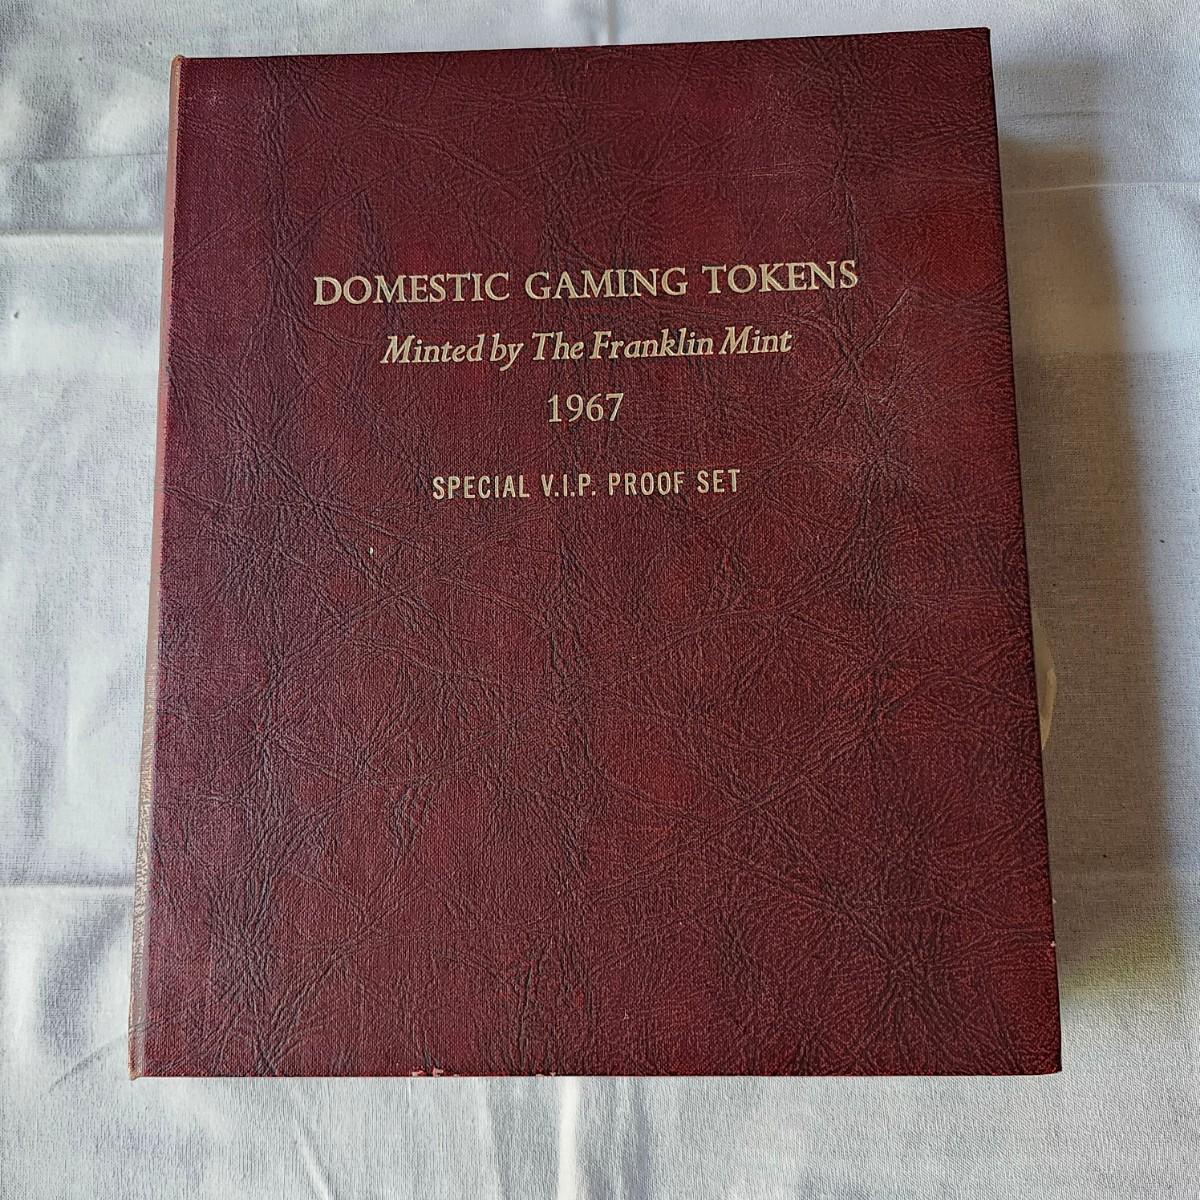 DOMESTIC GAMING TOKENS
Minted by The Franklin Mint
1967
SPECIAL V.I.P. PROOF SET